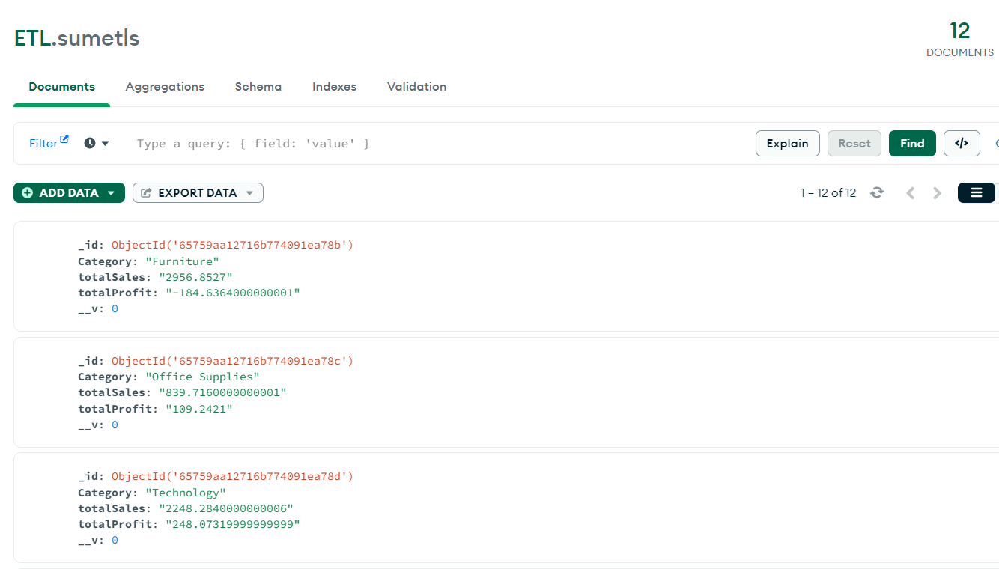 ETL.sumetls
12
DOCUMENTS
Documents Aggregations Schema Indexes Validation
Filter Type a query: { field: 'value' } Explain Reset Find </>
ADD DATA EXPORT DATA 1 – 12 of 12
_id: ObjectId('65759aa12716b774091ea78b')
Category: "Furniture"
totalSales: "2956.8527"
totalProfit: "-184.6364000000001"
__v: 0
_id: ObjectId('65759aa12716b774091ea78c')
Category: "Office Supplies"
totalSales: "839.7160000000001"
totalProfit: "109.2421"
__v: 0
_id: ObjectId('65759aa12716b774091ea78d')
Category: "Technology"
totalSales: "2248.2840000000006"
totalProfit: "248.07319999999999"
__v: 0